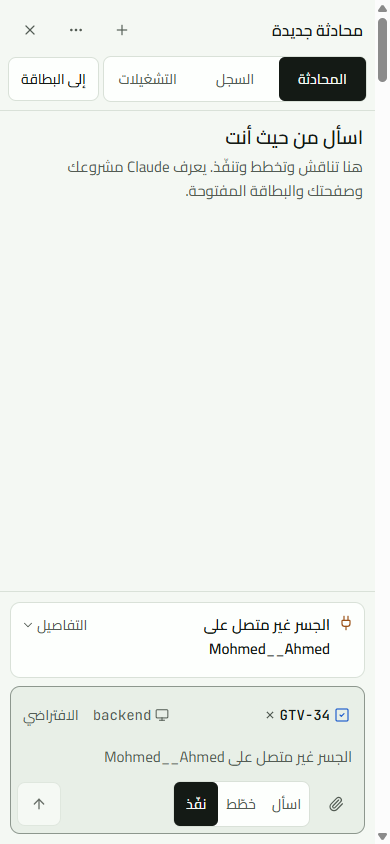 محادثة جديدة
المحادثة
السجل
التشغيلات
إلى البطاقة
اسأل من حيث أنت
هنا تناقش وتخطط وتنفّذ. يعرف Claude مشروعك
وصفحتك والبطاقة المفتوحة.
الجسر غير متصل على
Mohmed__Ahmed
التفاصيل
GTV-34
backend
الافتراضي
الجسر غير متصل على Mohmed__Ahmed
اسأل
خطّط
نفّذ